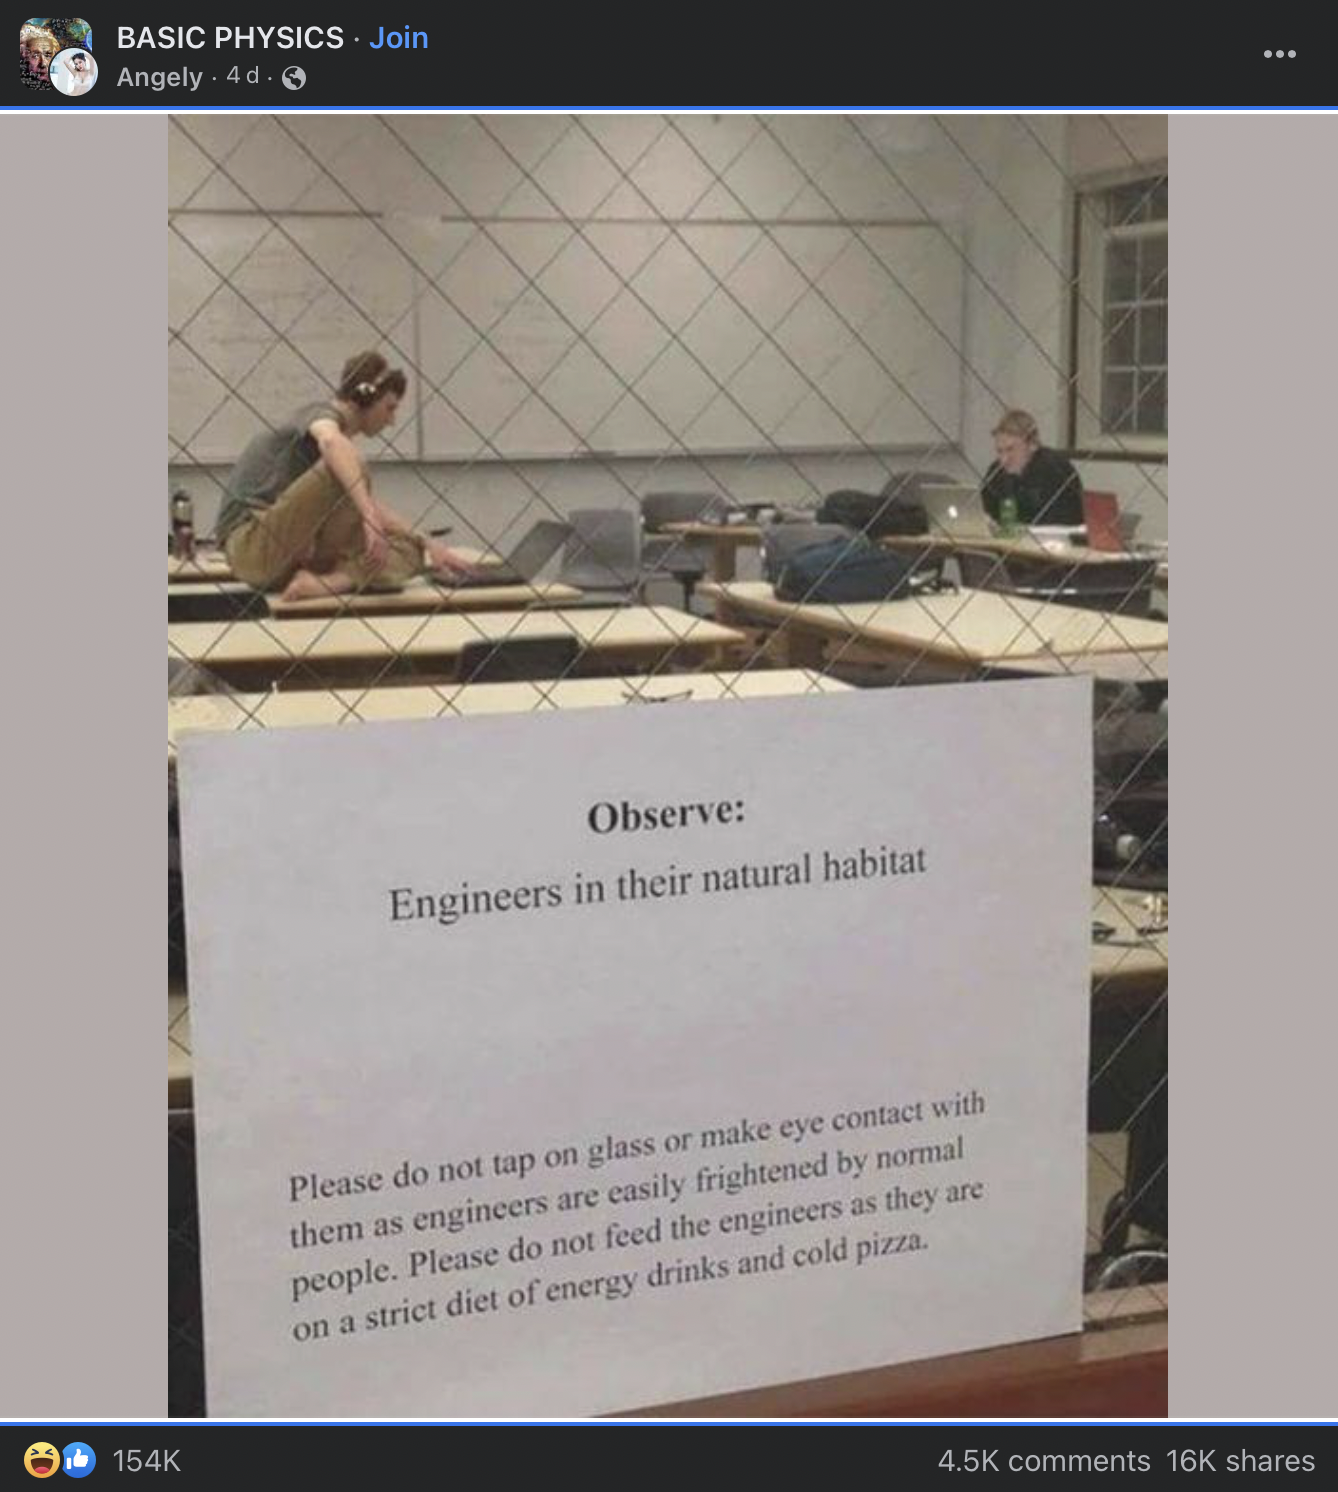 BASIC PHYSICS · Join
Angely · 4 d ·
Observe:
Engineers in their natural habitat
Please do not tap on glass or make eye contact with
them as engineers are easily frightened by normal
people. Please do not feed the engineers as they are
on a strict diet of energy drinks and cold pizza.
154K
4.5K comments 16K shares